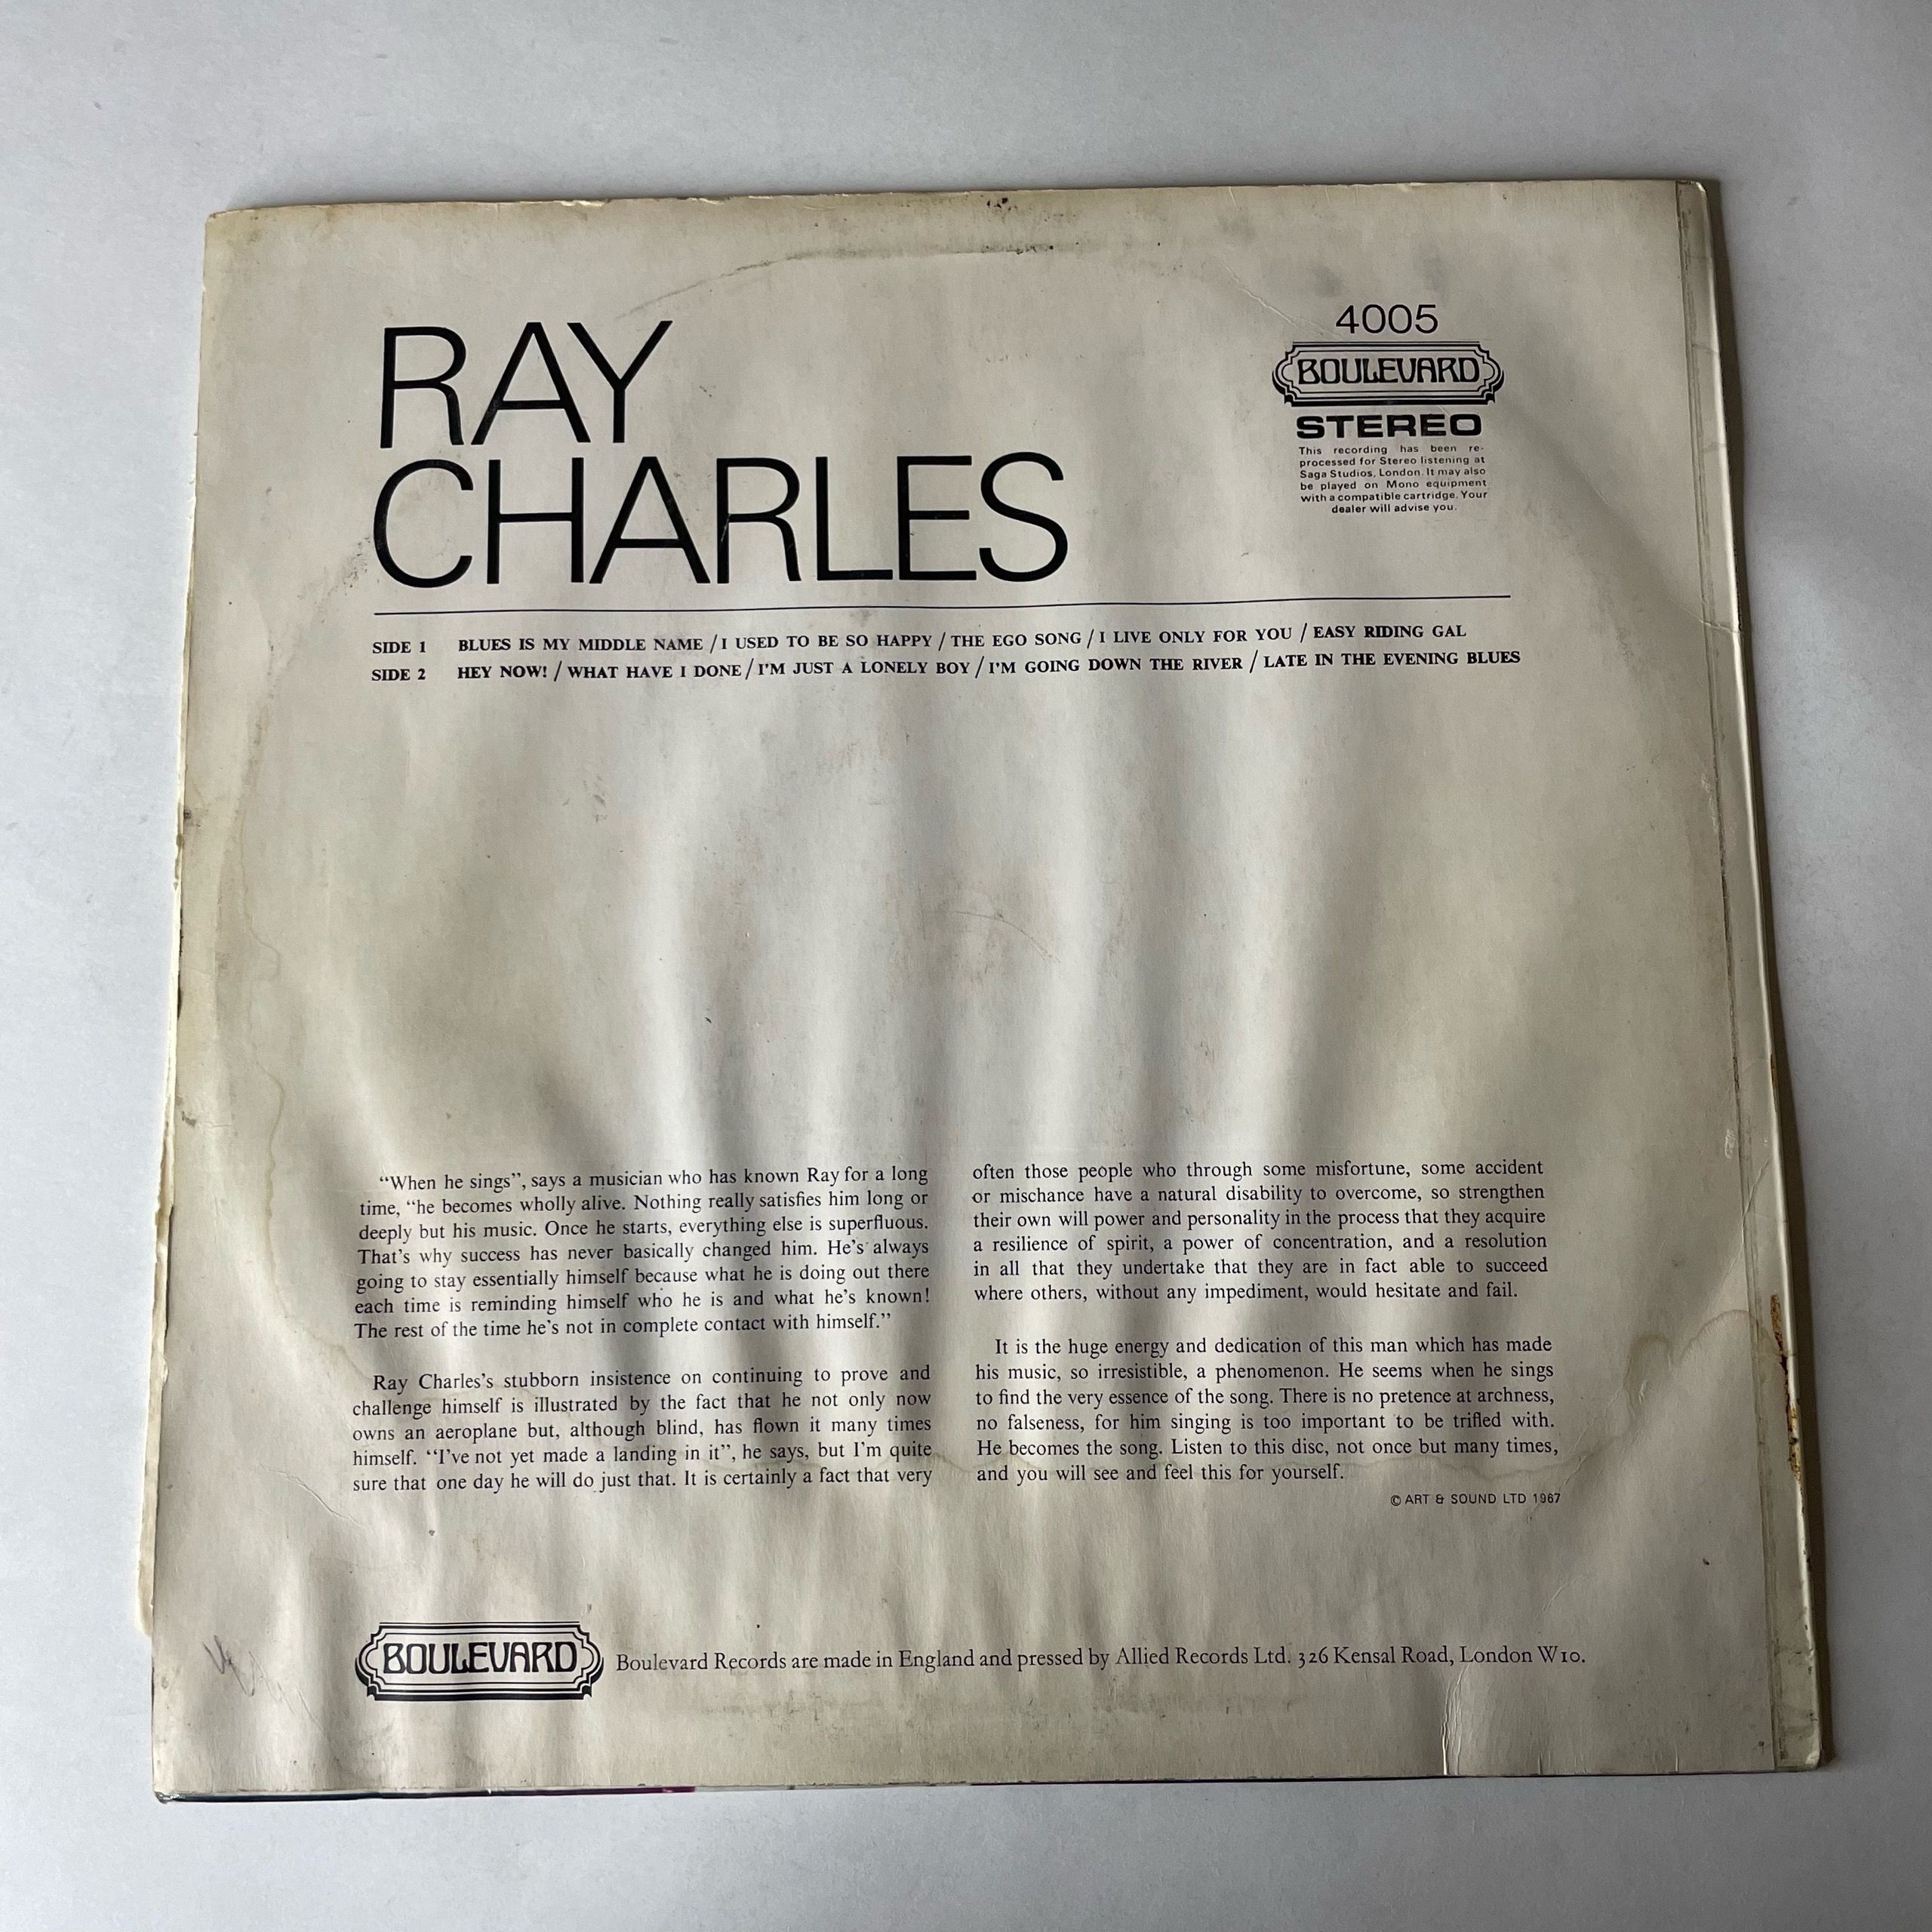 RAY
CHARLES
4005
BOULEVARD
STEREO
This recording has been re-
processed for Stereo listening at
Saga Studios, London. It may also
be played on Mono equipment
with a compatible cartridge. Your
dealer will advise you.
SIDE 1 BLUES IS MY MIDDLE NAME / I USED TO BE SO HAPPY / THE EGO SONG / I LIVE ONLY FOR YOU / EASY RIDING GAL
SIDE 2 HEY NOW! / WHAT HAVE I DONE / I'M JUST A LONELY BOY / I'M GOING DOWN THE RIVER / LATE IN THE EVENING BLUES
“When he sings”, says a musician who has known Ray for a long
time, “he becomes wholly alive. Nothing really satisfies him long or
deeply but his music. Once he starts, everything else is superfluous.
That's why success has never basically changed him. He's always
going to stay essentially himself because what he is doing out there
each time is reminding himself who he is and what he's known!
The rest of the time he's not in complete contact with himself.”
Ray Charles's stubborn insistence on continuing to prove and
challenge himself is illustrated by the fact that he not only now
owns an aeroplane but, although blind, has flown it many times
himself. “I've not yet made a landing in it”, he says, but I'm quite
sure that one day he will do just that. It is certainly a fact that very
often those people who through some misfortune, some accident
or mischance have a natural disability to overcome, so strengthen
their own will power and personality in the process that they acquire
a resilience of spirit, a power of concentration, and a resolution
in all that they undertake that they are in fact able to succeed
where others, without any impediment, would hesitate and fail.
It is the huge energy and dedication of this man which has made
his music, so irresistible, a phenomenon. He seems when he sings
to find the very essence of the song. There is no pretence at archness,
no falseness, for him singing is too important to be trifled with.
He becomes the song. Listen to this disc, not once but many times,
and you will see and feel this for yourself.
© ART & SOUND LTD 1967
BOULEVARD
Boulevard Records are made in England and pressed by Allied Records Ltd. 326 Kensal Road, London W10.